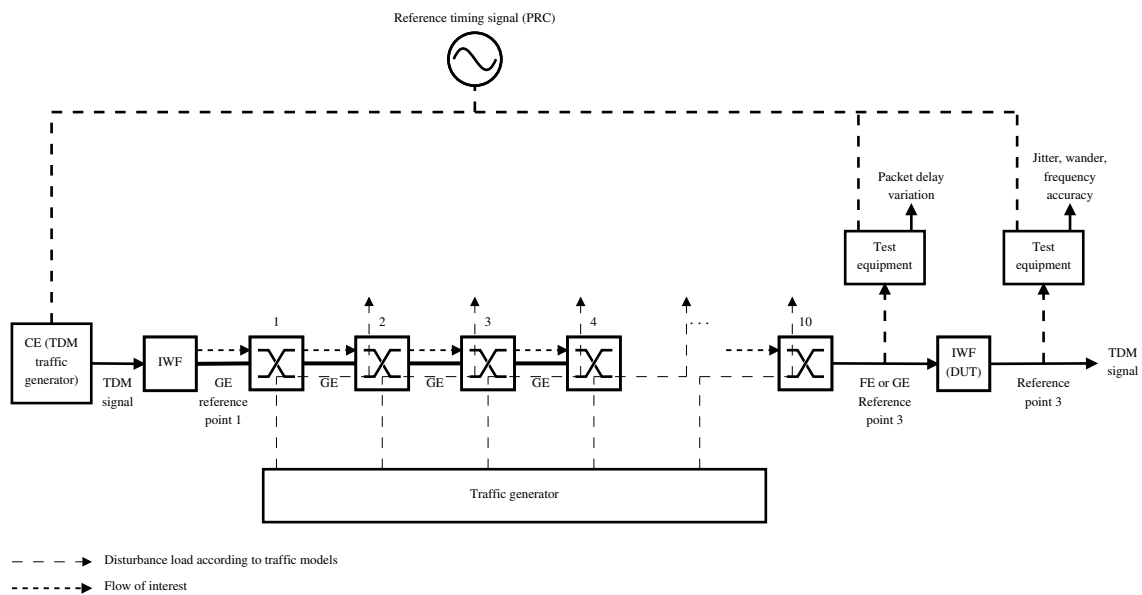 Reference timing signal (PRC)
Packet delay
variation
Jitter, wander,
frequency
accuracy
Test
equipment
Test
equipment
CE (TDM
traffic
generator)
TDM
signal
IWF
GE
reference
point 1
1
GE
2
GE
3
GE
4
. . .
10
FE or GE
Reference
point 3
IWF
(DUT)
Reference
point 3
TDM
signal
Traffic generator
Disturbance load according to traffic models
Flow of interest